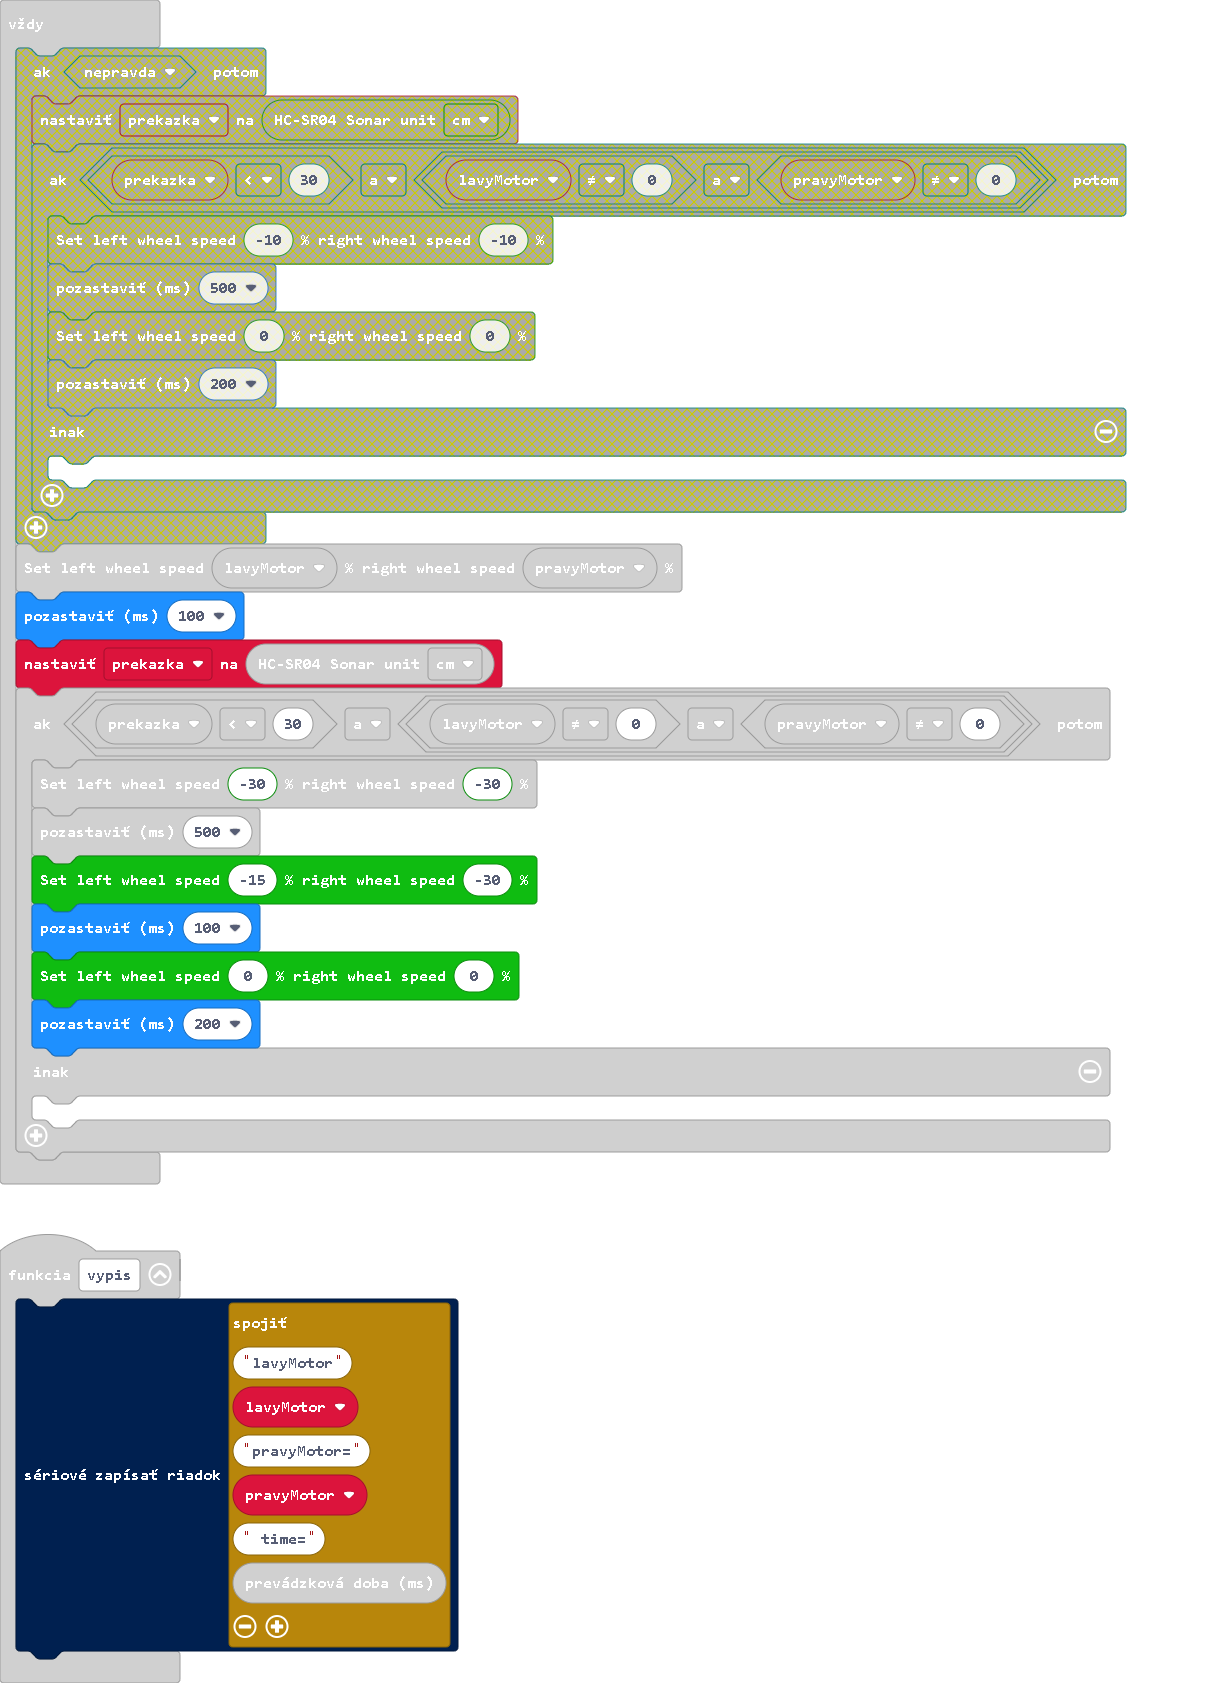 vždy
ak nepravda potom
nastaviť prekazka na HC-SR04 Sonar unit cm
ak prekazka < 30 a lavyMotor ≠ 0 a pravyMotor ≠ 0 potom
Set left wheel speed -10 % right wheel speed -10 %
pozastaviť (ms) 500
Set left wheel speed 0 % right wheel speed 0 %
pozastaviť (ms) 200
inak
Set left wheel speed lavyMotor % right wheel speed pravyMotor %
pozastaviť (ms) 100
nastaviť prekazka na HC-SR04 Sonar unit cm
ak prekazka < 30 a lavyMotor ≠ 0 a pravyMotor ≠ 0 potom
Set left wheel speed -30 % right wheel speed -30 %
pozastaviť (ms) 500
Set left wheel speed -15 % right wheel speed -30 %
pozastaviť (ms) 100
Set left wheel speed 0 % right wheel speed 0 %
pozastaviť (ms) 200
inak
funkcia vypis
spojiť
"lavyMotor"
lavyMotor
"pravyMotor="
sériové zapísať riadok
pravyMotor
" time="
prevádzková doba (ms)